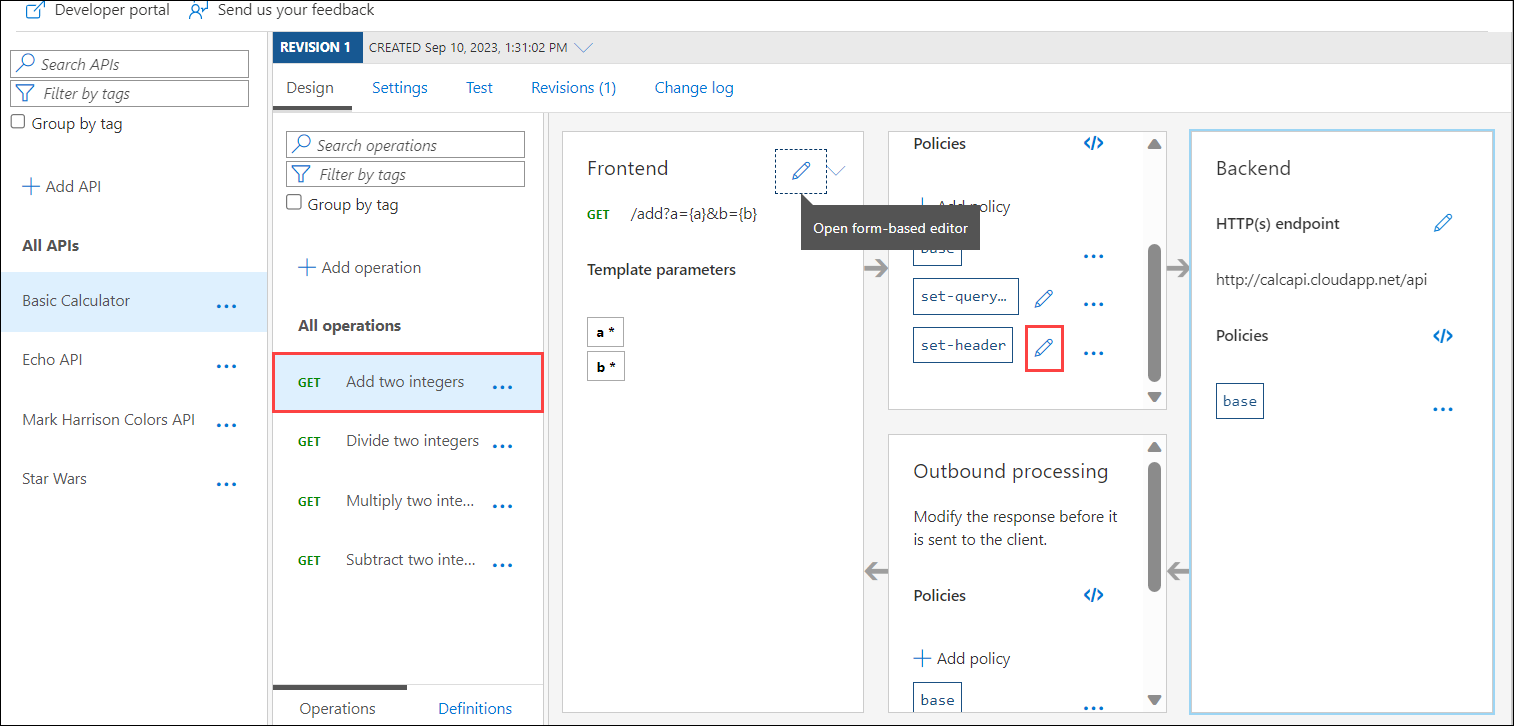 Developer portal
Send us your feedback
Search APIs
Filter by tags
Group by tag
Add API
All APIs
Basic Calculator
Echo API
Mark Harrison Colors API
Star Wars
REVISION 1
CREATED Sep 10, 2023, 1:31:02 PM
Design
Settings
Test
Revisions (1)
Change log
Search operations
Filter by tags
Group by tag
Add operation
All operations
GET Add two integers
GET Divide two integers
GET Multiply two inte...
GET Subtract two inte...
Operations
Definitions
Frontend
GET /add?a={a}&b={b}
Open form-based editor
Template parameters
a *
b *
Policies </>
Add policy
base
set-query…
set-header
Outbound processing
Modify the response before it
is sent to the client.
Policies </>
Add policy
base
Backend
HTTP(s) endpoint
http://calcapi.cloudapp.net/api
Policies </>
base